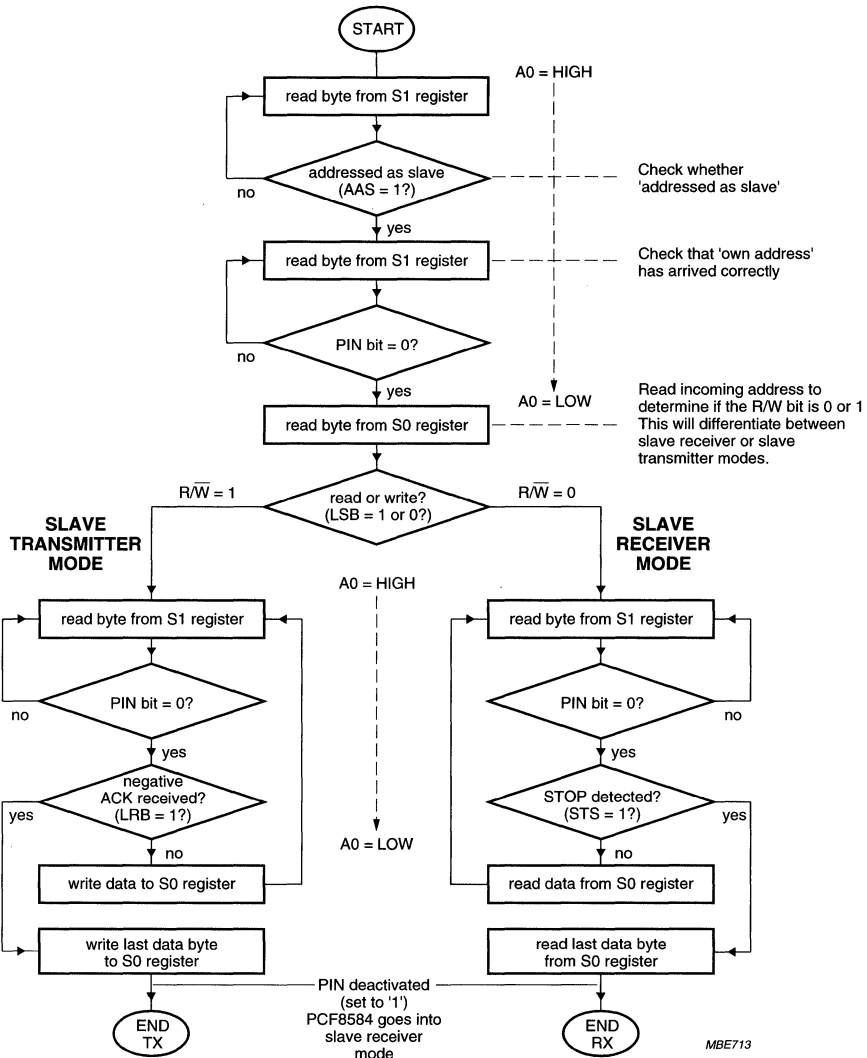 START
A0 = HIGH
read byte from S1 register
addressed as slave
(AAS = 1?)
no
Check whether
'addressed as slave'
yes
read byte from S1 register
Check that 'own address'
has arrived correctly
PIN bit = 0?
no
yes
A0 = LOW
read byte from S0 register
Read incoming address to
determine if the R/W bit is 0 or 1
This will differentiate between
slave receiver or slave
transmitter modes.
R/W̅ = 1
read or write?
(LSB = 1 or 0?)
R/W̅ = 0
SLAVE
TRANSMITTER
MODE
SLAVE
RECEIVER
MODE
A0 = HIGH
read byte from S1 register
read byte from S1 register
PIN bit = 0?
no
yes
PIN bit = 0?
no
yes
negative
ACK received?
(LRB = 1?)
yes
no
STOP detected?
(STS = 1?)
yes
no
A0 = LOW
write data to S0 register
read data from S0 register
write last data byte
to S0 register
read last data byte
from S0 register
PIN deactivated
(set to '1')
PCF8584 goes into
slave receiver
mode
END
TX
END
RX
MBE713